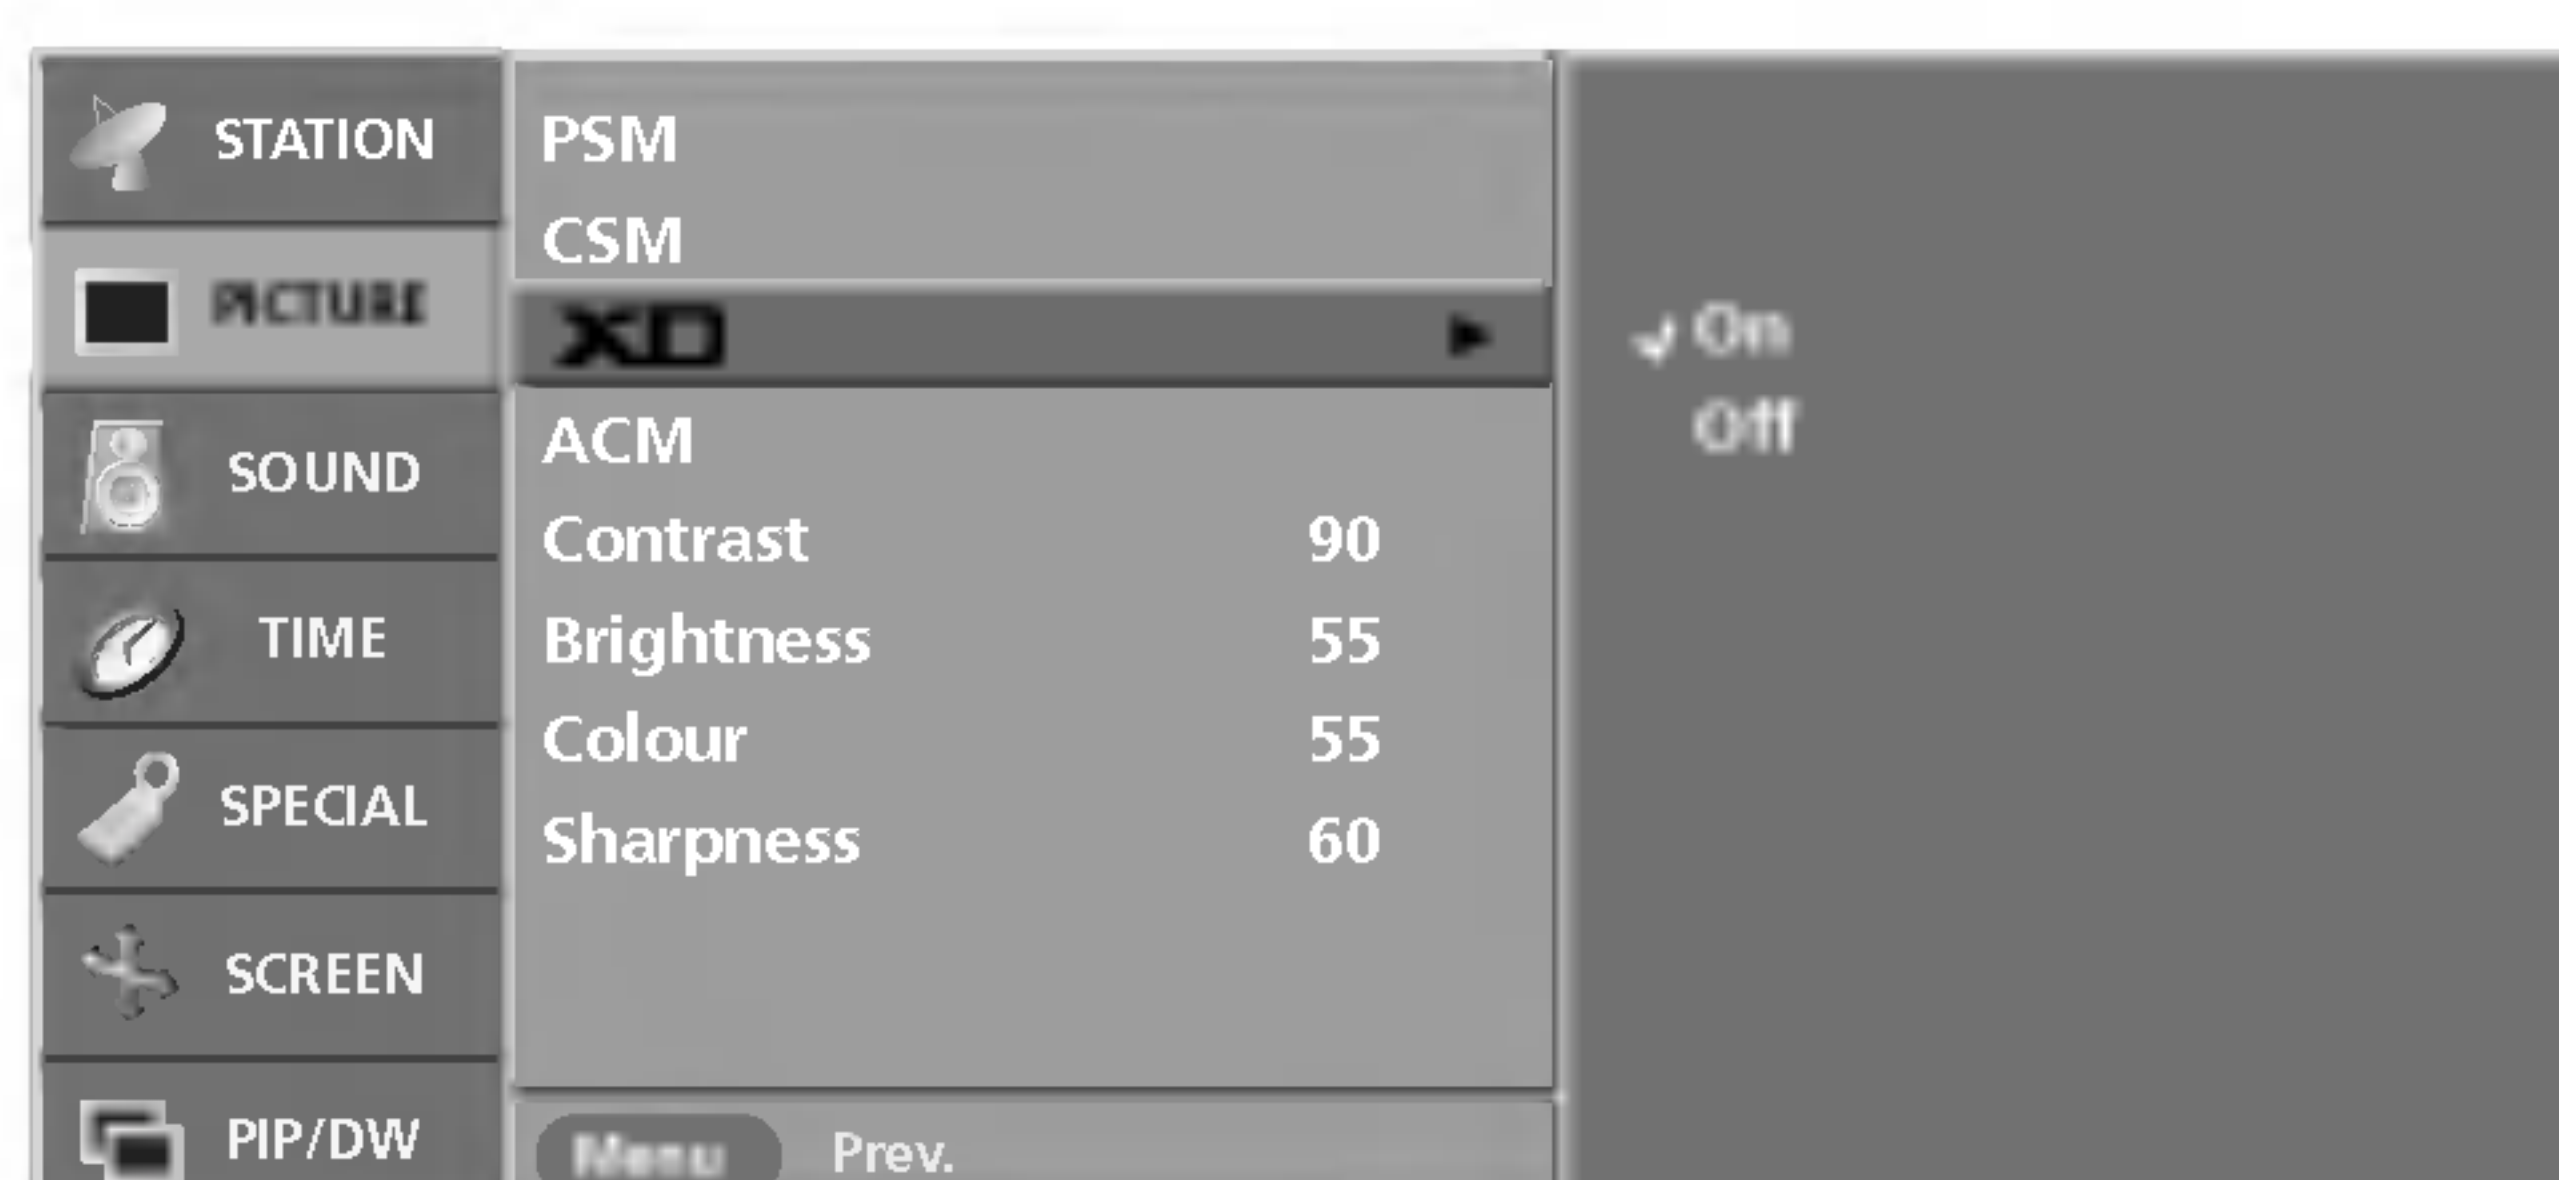 STATION
PICTURE
SOUND
TIME
SPECIAL
SCREEN
PIP/DW
PSM
CSM
XD
ACM
Contrast 90
Brightness 55
Colour 55
Sharpness 60
Menu Prev.
On
Off